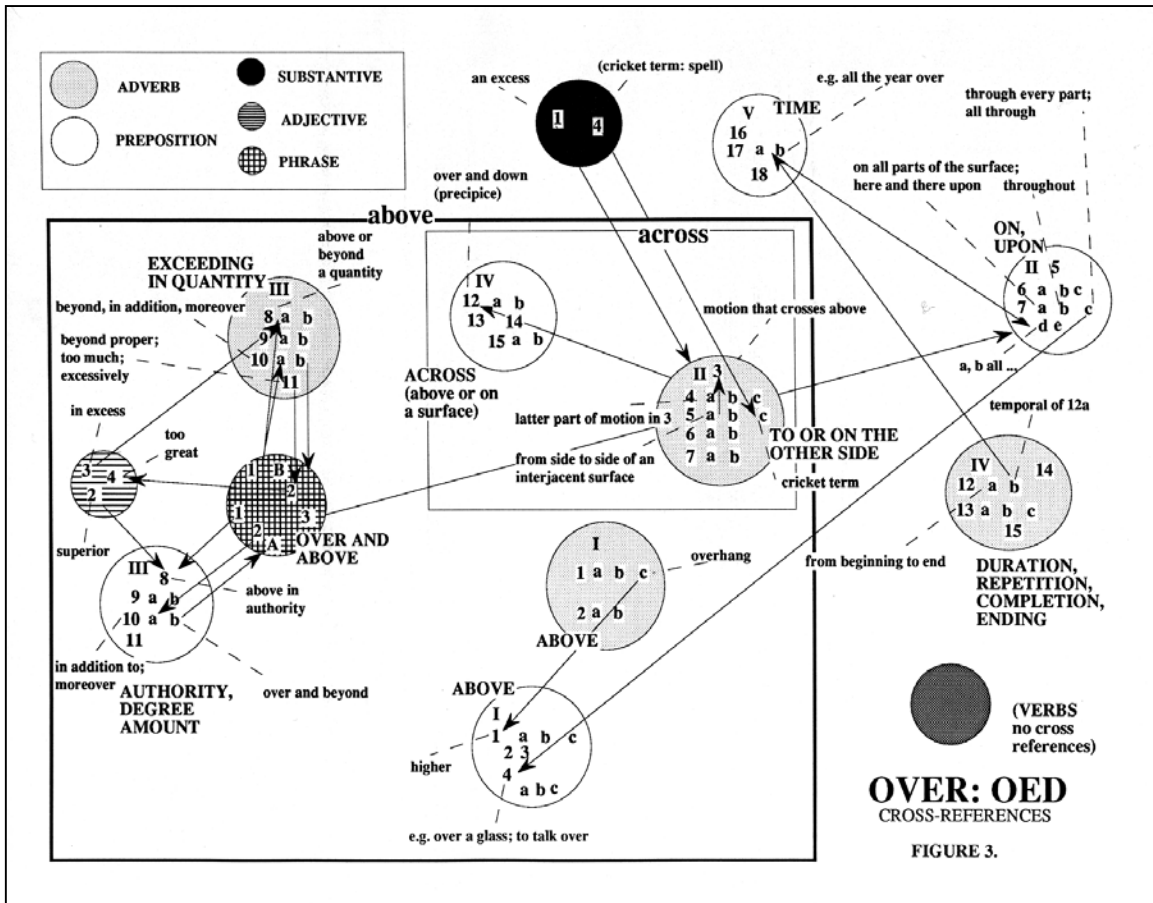 ADVERB
PREPOSITION
SUBSTANTIVE
ADJECTIVE
PHRASE
an excess
(cricket term: spell)
1 4
e.g. all the year over
V TIME
16
17 a b
18
through every part;
all through
on all parts of the surface;
here and there upon
throughout
ON,
UPON
II 5
6 a b c
7 a b c
d e
a, b all ...
over and down
(precipice)
above
across
above or
beyond
a quantity
EXCEEDING
IN QUANTITY
III
8 a b
9 a b
10 a b
11
beyond, in addition, moreover
beyond proper;
too much;
excessively
IV
12 a b
13 14
15 a b
ACROSS
(above or on
a surface)
motion that crosses above
II 3
4 a b c
5 a b c
6 a b
7 a b
latter part of motion in 3
from side to side of an
interjacent surface
TO OR ON THE
OTHER SIDE
cricket term
in excess
too
great
3 4
2
superior
1 B
2
1 3
2
A
OVER AND
ABOVE
temporal of 12a
IV 14
12 a b
13 a b c
15
from beginning to end
DURATION,
REPETITION,
COMPLETION,
ENDING
III 8
9 a b
10 a b
11
above in
authority
in addition to;
moreover
AUTHORITY,
DEGREE
AMOUNT
over and beyond
I
1 a b c
2 a b
overhang
ABOVE
ABOVE
I
1 a b c
2 3
4
a b c
higher
e.g. over a glass; to talk over
(VERBS
no cross
references)
OVER: OED
CROSS-REFERENCES
FIGURE 3.